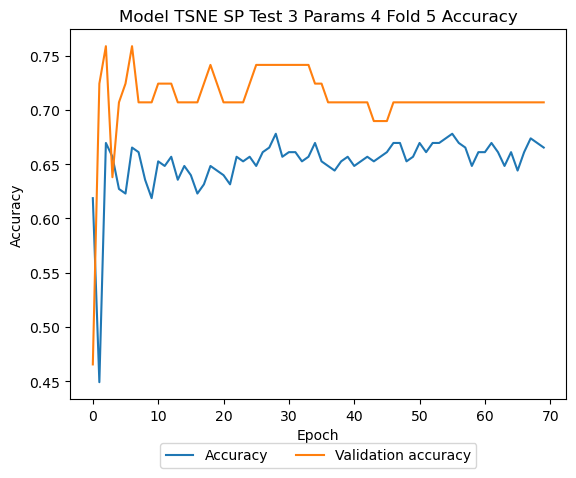 Model TSNE SP Test 3 Params 4 Fold 5 Accuracy
Accuracy
0.75
0.70
0.65
0.60
0.55
0.50
0.45
0 10 20 30 40 50 60 70
Epoch
Accuracy Validation accuracy